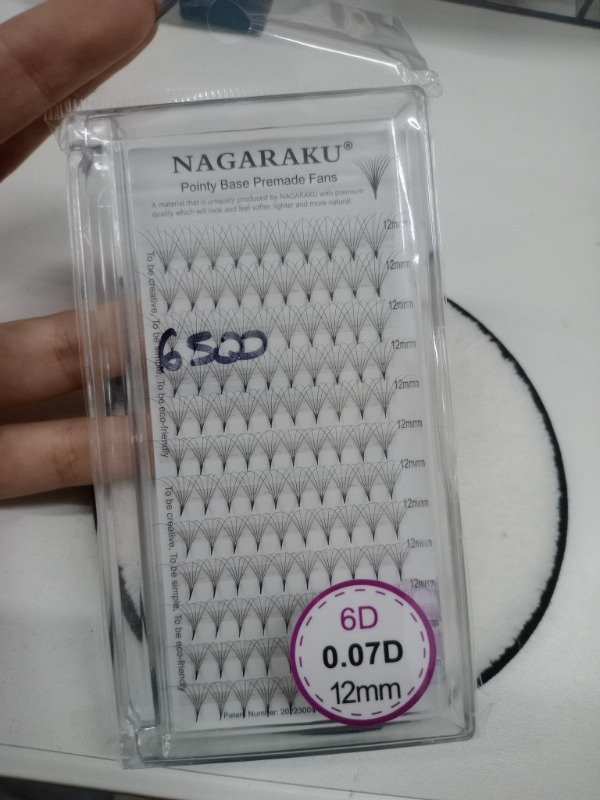 NAGARAKU®
Pointy Base Premade Fans
A material that is uniquely produced by NAGARAKU with premium
quality which will look and feel softer, lighter and more natural.
12mm
12mm
12mm
12mm
12mm
12mm
12mm
12mm
12mm
12mm
To be creative, To be simple, To be eco-friendly
To be creative, To be simple, To be eco-friendly
6D
0.07D
12mm
Patent Number: